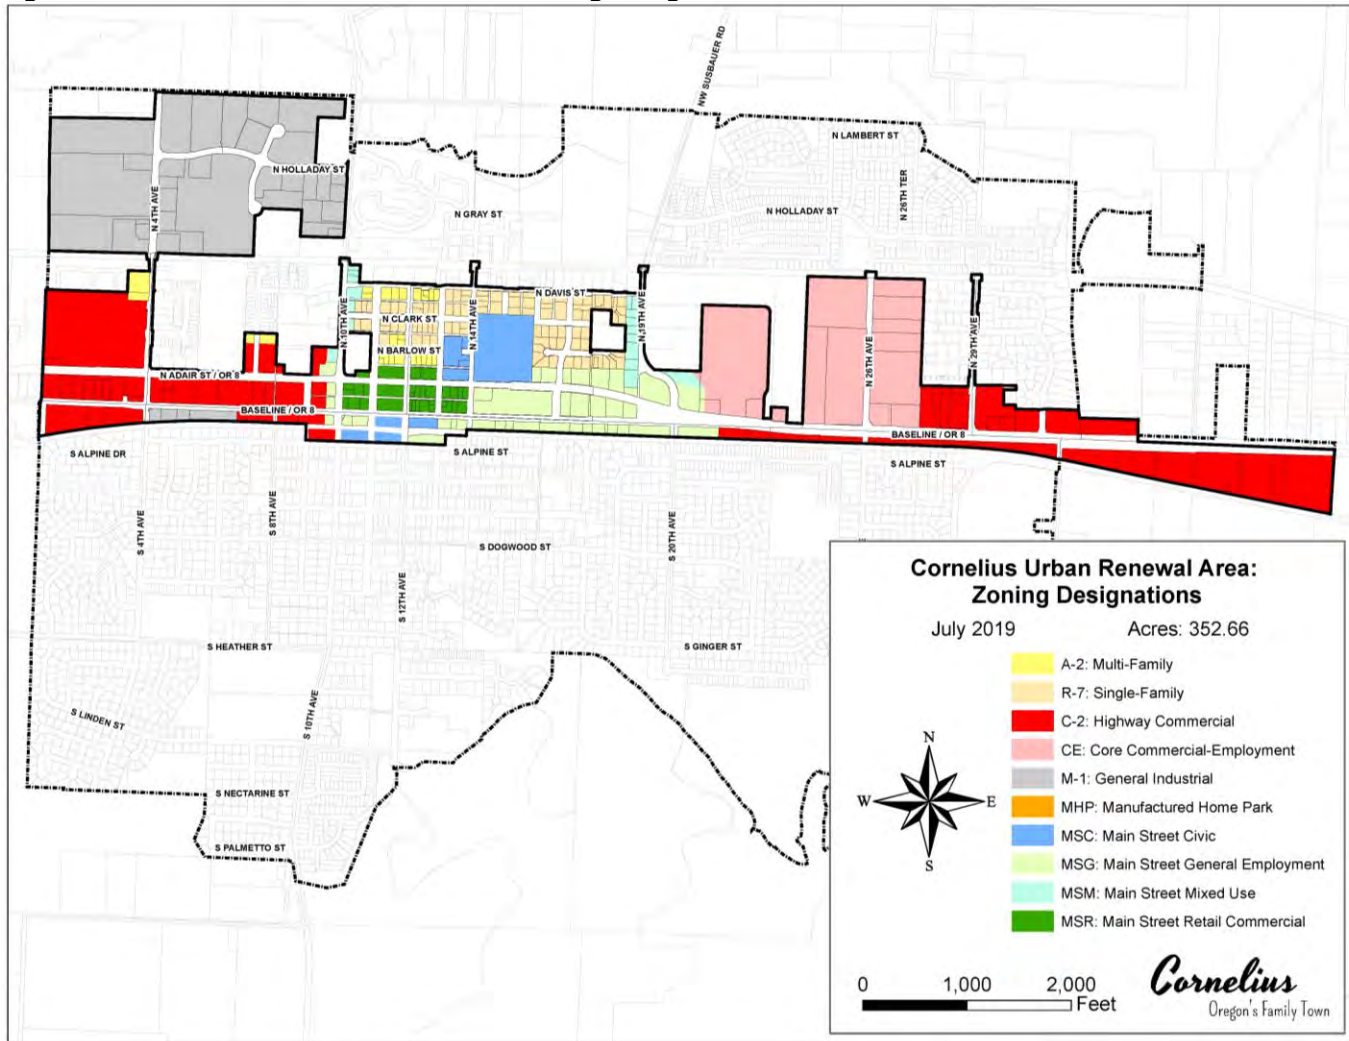 NW SUSBAUER RD
N LAMBERT ST
N HOLLADAY ST
N 4TH AVE
N 26TH TER
N GRAY ST
N HOLLADAY ST
N DAVIS ST
N 10TH AVE
N CLARK ST
N 14TH AVE
N 19TH AVE
N BARLOW ST
N 26TH AVE
N 29TH AVE
N ADAIR ST / OR 8
BASELINE / OR 8
BASELINE / OR 8
S ALPINE DR
S ALPINE ST
S ALPINE ST
S 4TH AVE
S 8TH AVE
S 20TH AVE
S DOGWOOD ST
S 12TH AVE
S HEATHER ST
S GINGER ST
S LINDEN ST
S 10TH AVE
S NECTARINE ST
S PALMETTO ST
Cornelius Urban Renewal Area:
Zoning Designations
July 2019 Acres: 352.66
A-2: Multi-Family
R-7: Single-Family
C-2: Highway Commercial
CE: Core Commercial-Employment
M-1: General Industrial
MHP: Manufactured Home Park
MSC: Main Street Civic
MSG: Main Street General Employment
MSM: Main Street Mixed Use
MSR: Main Street Retail Commercial
N
W E
S
0 1,000 2,000
Feet
Cornelius
Oregon's Family Town